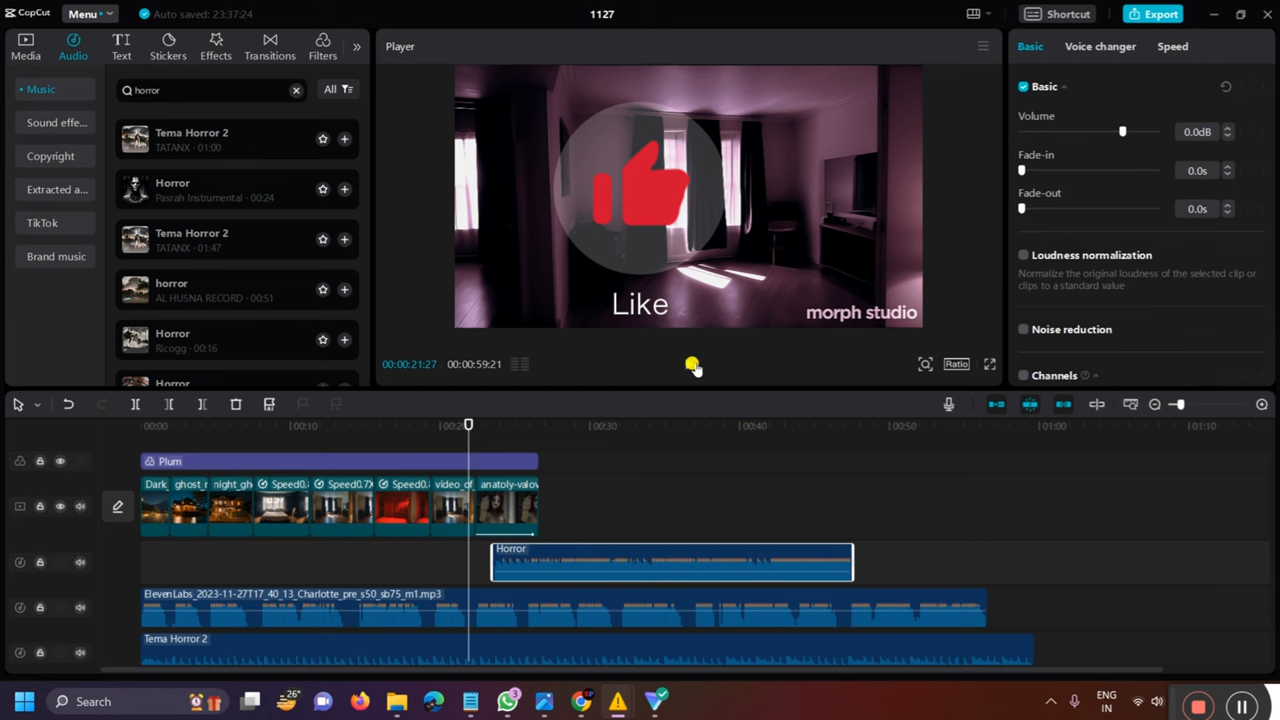 CapCut
Menu
Auto saved: 23:37:24
1127
Shortcut
Export
Media
Audio
Text
Stickers
Effects
Transitions
Filters
Music
Sound effe...
Copyright
Extracted a...
TikTok
Brand music
horror
All
Tema Horror 2
TATANX · 01:00
Horror
Pasrah Instrumental · 00:24
Tema Horror 2
TATANX · 01:47
horror
AL HUSNA RECORD · 00:51
Horror
Ricogg · 00:16
Horror
Player
Like
morph studio
00:00:21:27
00:00:59:21
Ratio
Basic
Voice changer
Speed
Basic
Volume
0.0dB
Fade-in
0.0s
Fade-out
0.0s
Loudness normalization
Normalize the original loudness of the selected clip or
clips to a standard value
Noise reduction
Channels
00:00
00:10
00:20
00:30
00:40
00:50
01:00
01:10
Plum
Dark_
ghost_r
night_gh
Speed0.8
Speed0.7X
Speed0.8
video_of
anatoly-valov
Horror
ElevenLabs_2023-11-27T17_40_13_Charlotte_pre_s50_sb75_m1.mp3
Tema Horror 2
Search
26°
3
ENG
IN